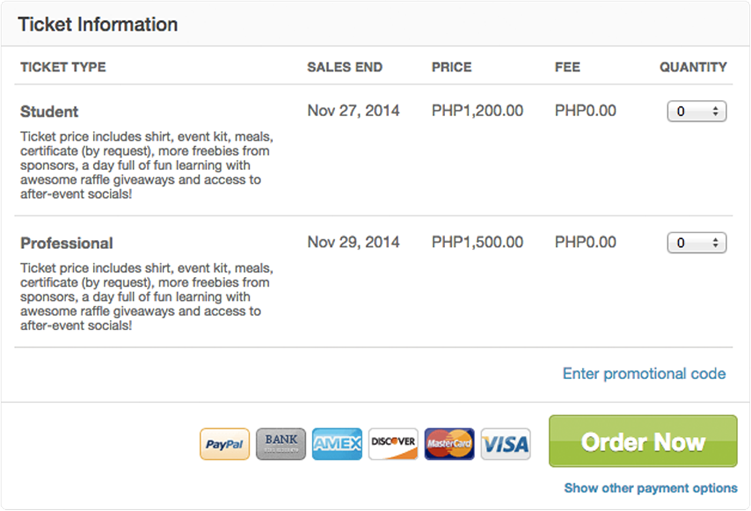 Ticket Information
TICKET TYPE SALES END PRICE FEE QUANTITY
Student Nov 27, 2014 PHP1,200.00 PHP0.00 0
Ticket price includes shirt, event kit, meals,
certificate (by request), more freebies from
sponsors, a day full of fun learning with
awesome raffle giveaways and access to
after-event socials!
Professional Nov 29, 2014 PHP1,500.00 PHP0.00 0
Ticket price includes shirt, event kit, meals,
certificate (by request), more freebies from
sponsors, a day full of fun learning with
awesome raffle giveaways and access to
after-event socials!
Enter promotional code
PayPal BANK AMEX DISCOVER MasterCard VISA Order Now
Show other payment options